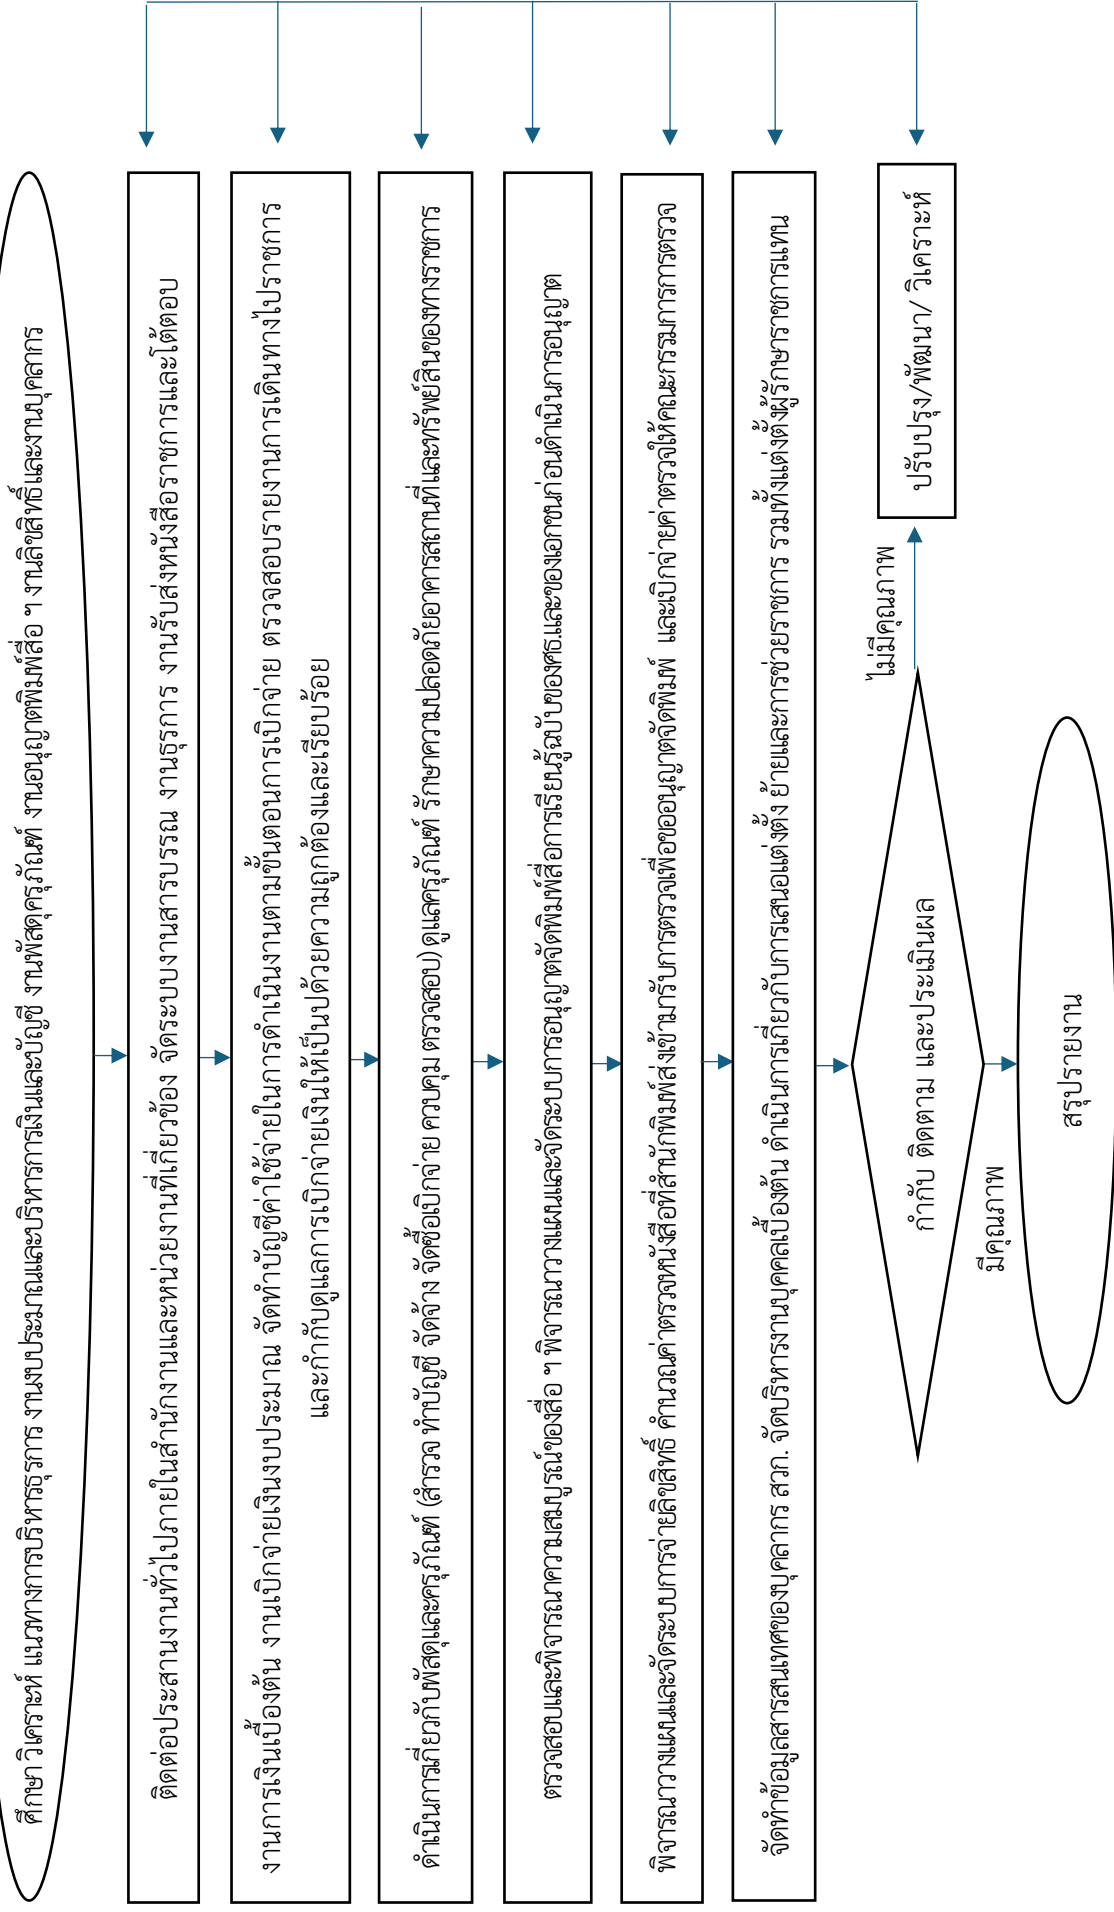 ศึกษา วิเคราะห์ แนวทางการบริหารธุรการ งานงบประมาณและบริหารการเงินและบัญชี งานพัสดุครุภัณฑ์ งานอนุญาตพิมพ์สื่อ ฯ งานลิขสิทธิ์และงานบุคลากร
ติดต่อประสานงานทั่วไปภายในสำนักงานและหน่วยงานที่เกี่ยวข้อง จัดระบบงานสารบรรณ งานธุรการ งานรับส่งหนังสือราชการและโต้ตอบ
งานการเงินเบื้องต้น งานเบิกจ่ายเงินงบประมาณ จัดทำบัญชีค่าใช้จ่ายในการดำเนินงานตามขั้นตอนการเบิกจ่าย ตรวจสอบรายงานการเดินทางไปราชการ
และกำกับดูแลการเบิกจ่ายเงินให้เป็นไปด้วยความถูกต้องและเรียบร้อย
ดำเนินการเกี่ยวกับพัสดุและครุภัณฑ์ (สำรวจ ทำบัญชี จัดจ้าง จัดซื้อเบิกจ่าย ควบคุม ตรวจสอบ) ดูแลครุภัณฑ์ รักษาความปลอดภัยอาคารสถานที่และทรัพย์สินของทางราชการ
ตรวจสอบและพิจารณาความสมบูรณ์ของสื่อ ฯ พิจารณาวางแผนและจัดระบบการอนุญาตจัดพิมพ์สื่อการเรียนรู้ฉบับของศธ.และของเอกชนก่อนดำเนินการอนุญาต
พิจารณาวางแผนและจัดระบบการจ่ายลิขสิทธิ์ คำนวณค่าตรวจหนังสือที่สำนักพิมพ์ส่งเข้ามารับการตรวจเพื่อขออนุญาตจัดพิมพ์ และเบิกจ่ายค่าตรวจให้คณะกรรมการการตรวจ
จัดทำข้อมูลสารสนเทศของบุคลากร สวก. จัดบริหารงานบุคคลเบื้องต้น ดำเนินการเกี่ยวกับการเสนอแต่งตั้ง ย้ายและการช่วยราชการ รวมทั้งแต่งตั้งผู้รักษาราชการแทน
กำกับ ติดตาม และประเมินผล
ไม่มีคุณภาพ
ปรับปรุง/พัฒนา/ วิเคราะห์
มีคุณภาพ
สรุปรายงาน